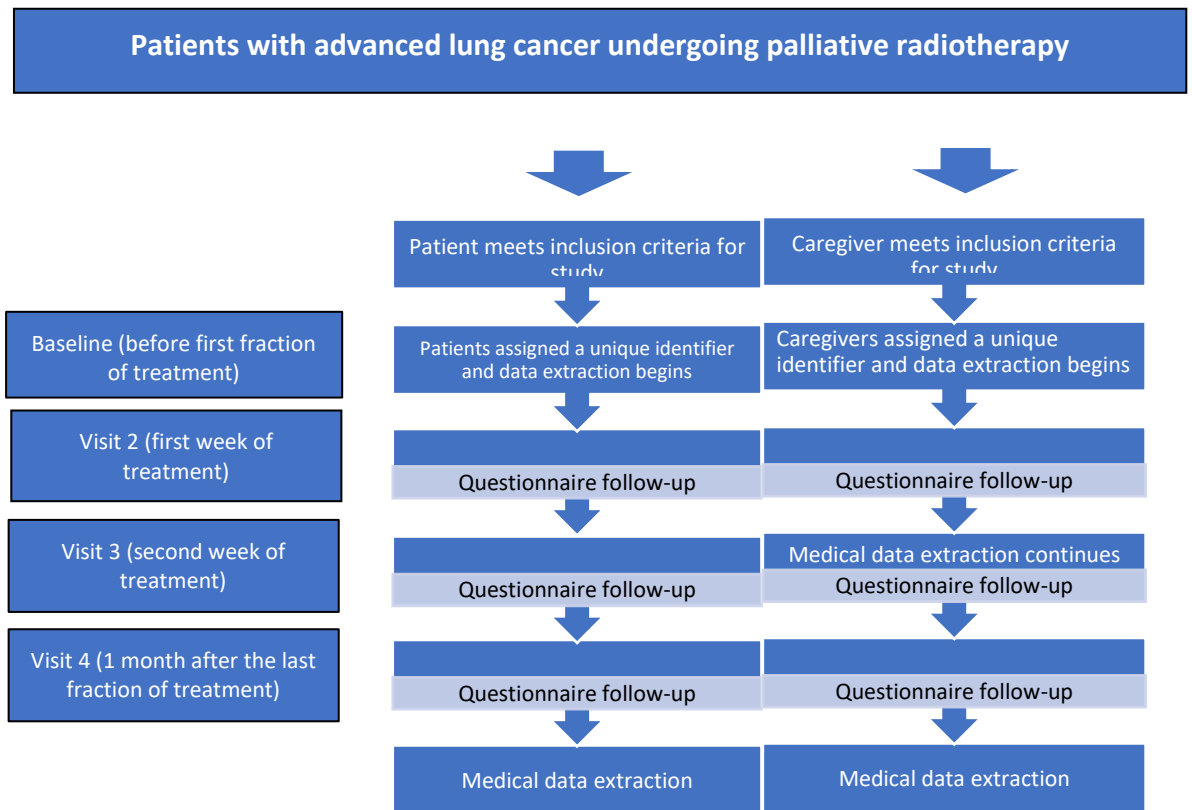 Patients with advanced lung cancer undergoing palliative radiotherapy
Patient meets inclusion criteria for
study
Caregiver meets inclusion criteria
for study
Baseline (before first fraction
of treatment)
Patients assigned a unique identifier
and data extraction begins
Caregivers assigned a unique
identifier and data extraction begins
Visit 2 (first week of
treatment)
Questionnaire follow-up
Questionnaire follow-up
Visit 3 (second week of
treatment)
Questionnaire follow-up
Medical data extraction continues
Questionnaire follow-up
Visit 4 (1 month after the last
fraction of treatment)
Questionnaire follow-up
Questionnaire follow-up
Medical data extraction
Medical data extraction